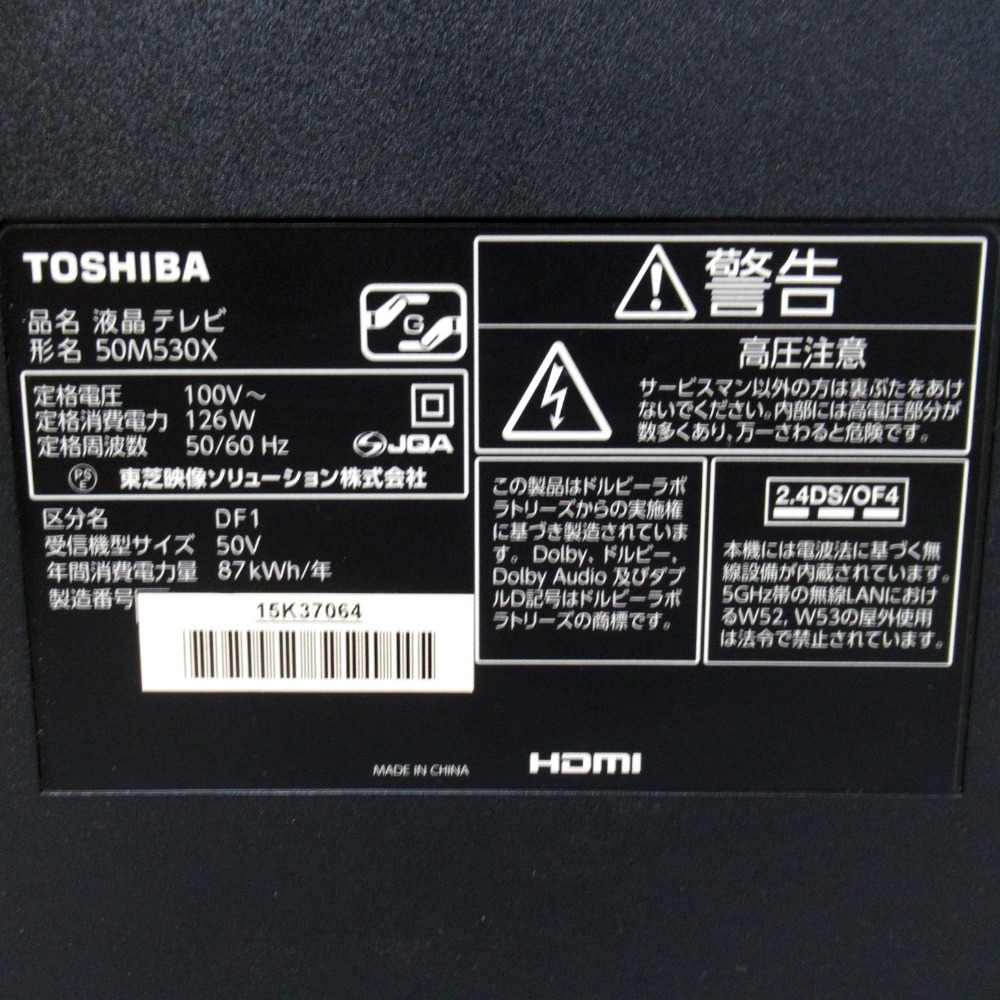 TOSHIBA
品名 液晶テレビ
形名 50M530X
G
定格電圧 100V～
定格消費電力 126W
定格周波数 50/60 Hz
JQA
PS
E
東芝映像ソリューション株式会社
区分名 DF1
受信機型サイズ 50V
年間消費電力量 87kWh/年
製造番号
15K37064
MADE IN CHINA
警告
高圧注意
サービスマン以外の方は裏ぶたをあけ
ないでください。内部には高電圧部分が
数多くあり、万一さわると危険です。
この製品はドルビーラボ
ラトリーズからの実施権
に基づき製造されていま
す。Dolby、ドルビー、
Dolby Audio 及びダブ
ルD記号はドルビーラボ
ラトリーズの商標です。
2.4DS/OF4
本機には電波法に基づく無
線設備が内蔵されています。
5GHz帯の無線LANにおけ
るW52, W53の屋外使用
は法令で禁止されています。
HDMI